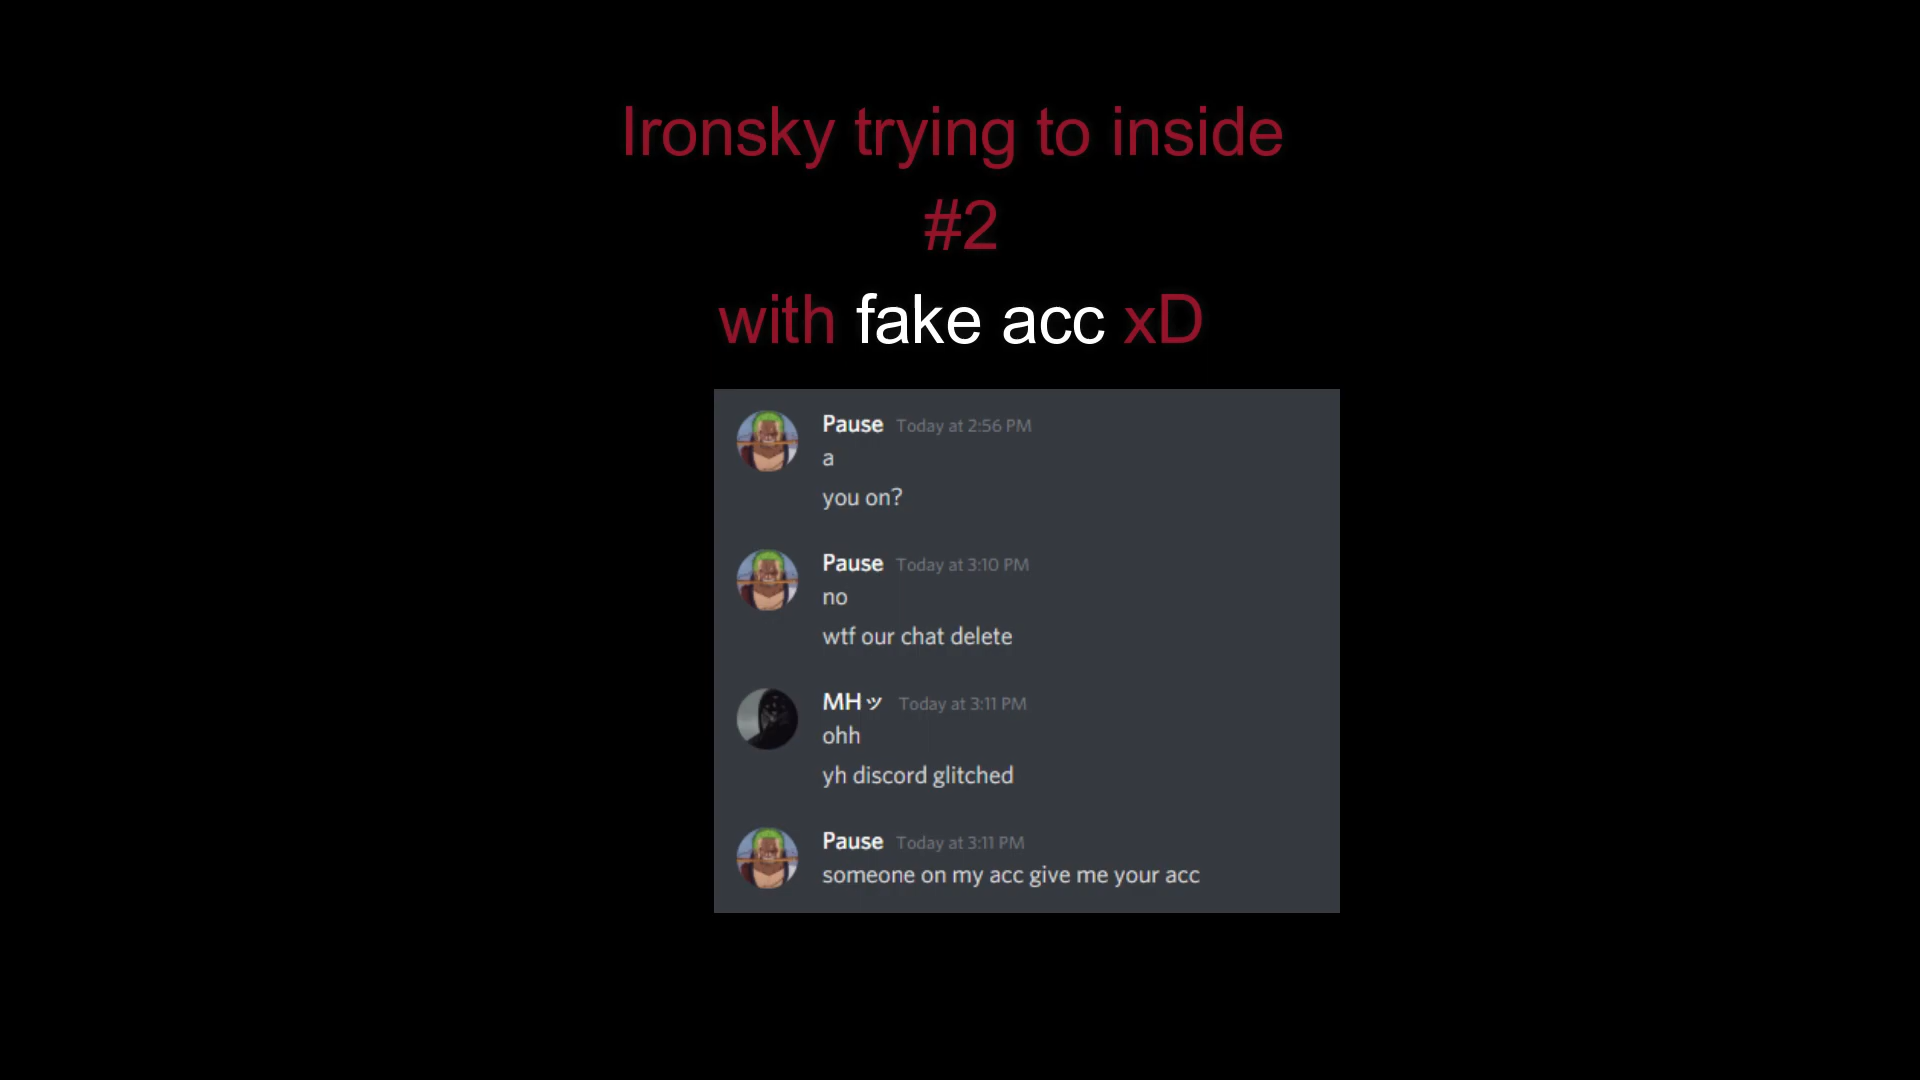 Ironsky trying to inside
#2
with fake acc xD
Pause Today at 2:56 PM
a
you on?
Pause Today at 3:10 PM
no
wtf our chat delete
MHッ Today at 3:11 PM
ohh
yh discord glitched
Pause Today at 3:11 PM
someone on my acc give me your acc